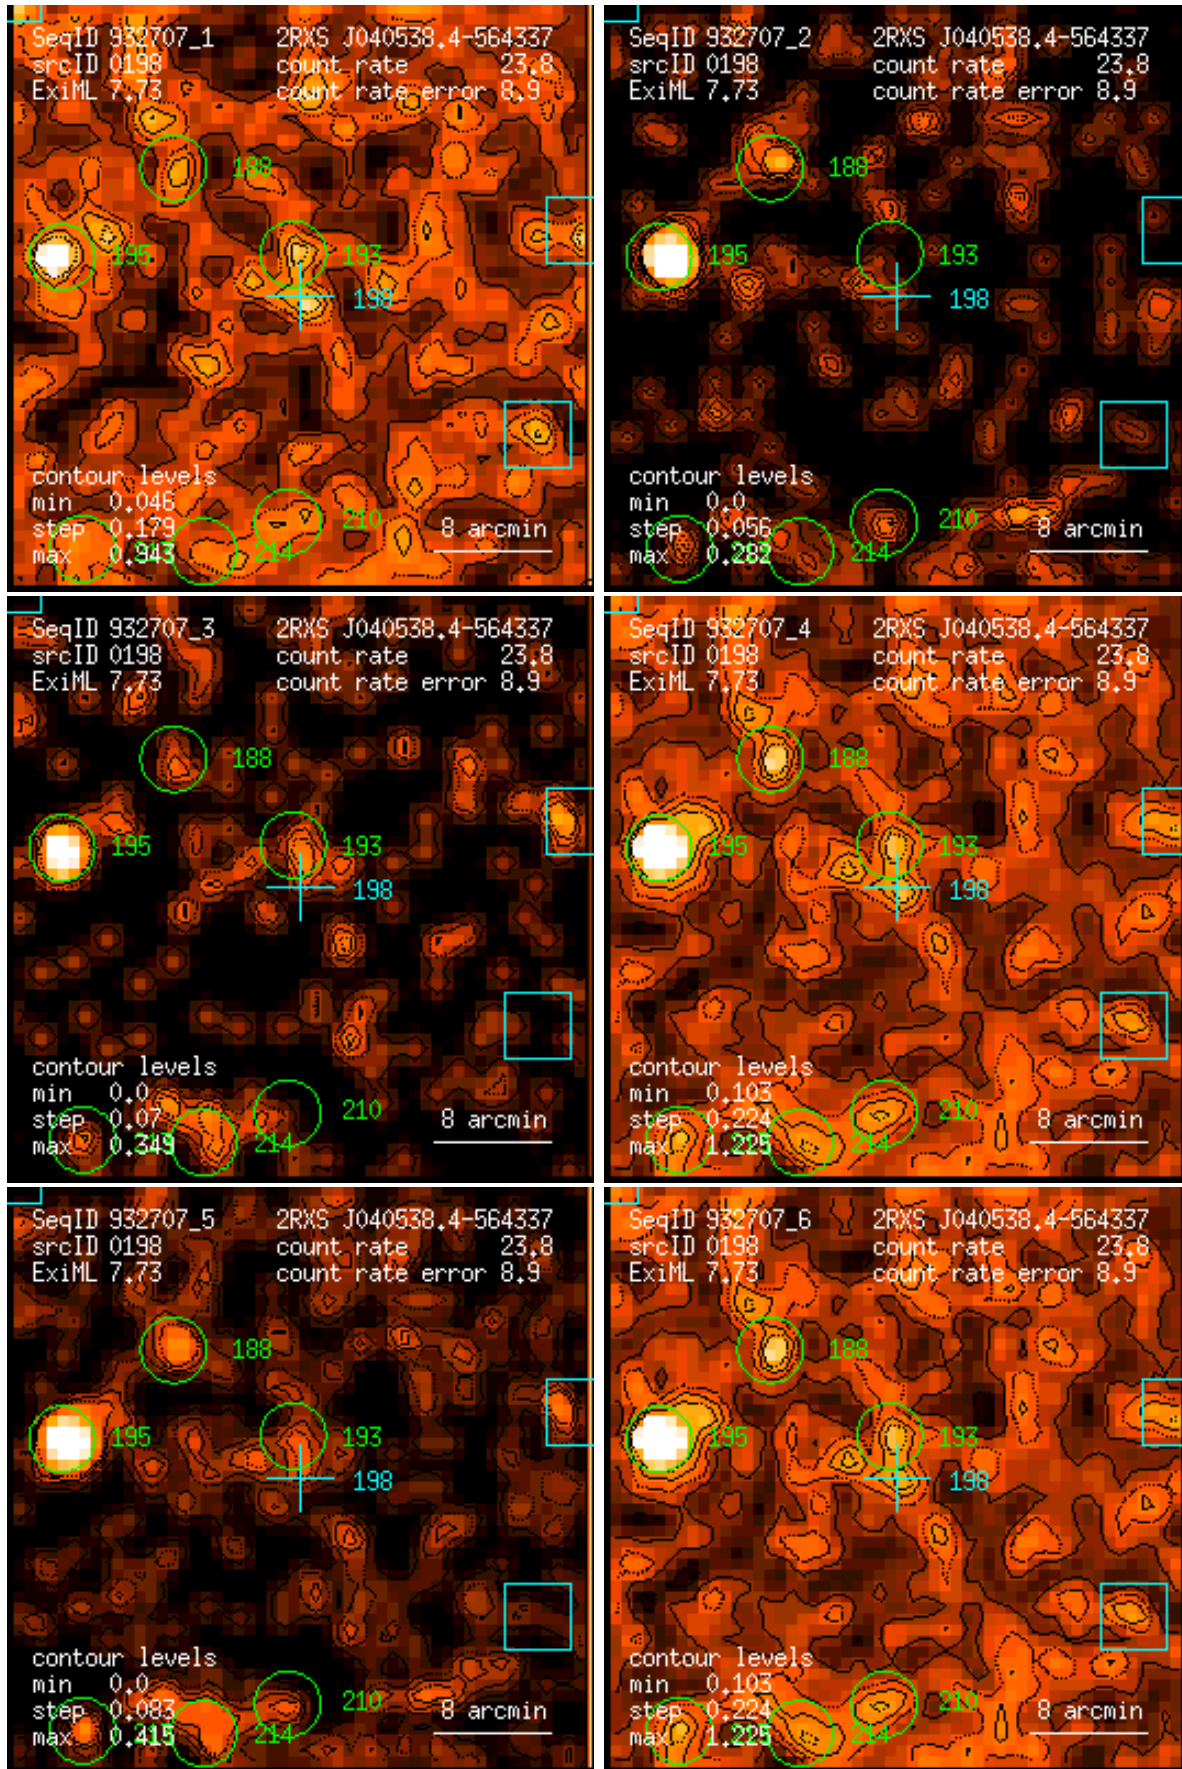 SeqID 932707_1 2RXS J040538.4-564337
srcID 0198 count rate 23.8
ExiML 7.73 count rate error 8.9
188
195
193
198
contour levels
min 0.046
step 0.179
max 0.943
210
214
8 arcmin
SeqID 932707_2 2RXS J040538.4-564337
srcID 0198 count rate 23.8
ExiML 7.73 count rate error 8.9
188
195
193
198
contour levels
min 0.0
step 0.056
max 0.282
210
214
8 arcmin
SeqID 932707_3 2RXS J040538.4-564337
srcID 0198 count rate 23.8
ExiML 7.73 count rate error 8.9
188
195
193
198
contour levels
min 0.0
step 0.07
max 0.349
210
214
8 arcmin
SeqID 932707_4 2RXS J040538.4-564337
srcID 0198 count rate 23.8
ExiML 7.73 count rate error 8.9
188
195
193
198
contour levels
min 0.103
step 0.224
max 1.225
210
214
8 arcmin
SeqID 932707_5 2RXS J040538.4-564337
srcID 0198 count rate 23.8
ExiML 7.73 count rate error 8.9
188
195
193
198
contour levels
min 0.0
step 0.083
max 0.415
210
214
8 arcmin
SeqID 932707_6 2RXS J040538.4-564337
srcID 0198 count rate 23.8
ExiML 7.73 count rate error 8.9
188
195
193
198
contour levels
min 0.103
step 0.224
max 1.225
210
214
8 arcmin